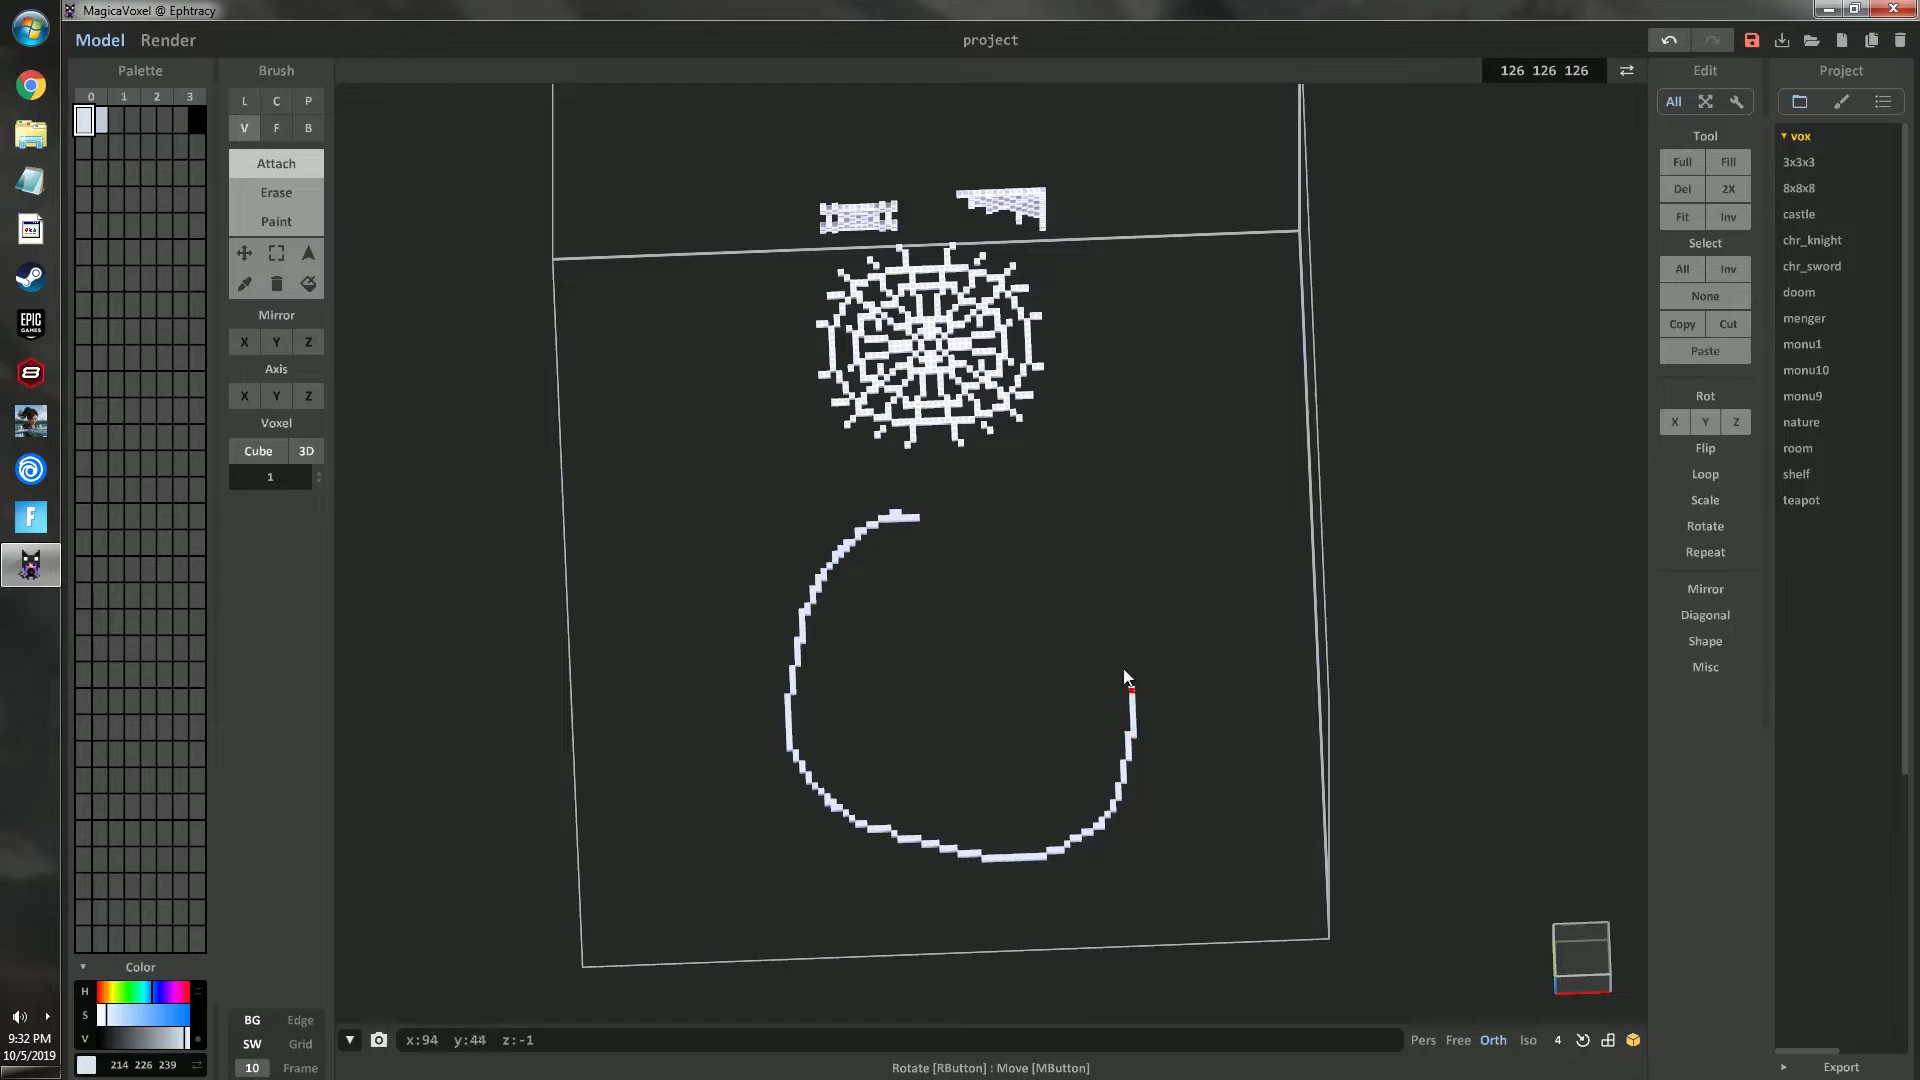 MagicaVoxel @ Ephtracy
Model Render
project
Palette
0 1 2 3
Brush
L C P
V F B
Attach
Erase
Paint
Mirror
X Y Z
Axis
X Y Z
Voxel
Cube 3D
1
126 126 126
Edit
All
Tool
Full Fill
Del 2X
Fit Inv
Select
All Inv
None
Copy Cut
Paste
Rot
X Y Z
Flip
Loop
Scale
Rotate
Repeat
Mirror
Diagonal
Shape
Misc
Project
vox
3x3x3
8x8x8
castle
chr_knight
chr_sword
doom
menger
monu1
monu10
monu9
nature
room
shelf
teapot
EPIC
GAMES
Color
H
S
V
214 226 239
BG Edge
SW Grid
10 Frame
x:94 y:44 z:-1
Pers Free Orth Iso 4
Rotate [RButton] : Move [MButton]
Export
9:32 PM
10/5/2019